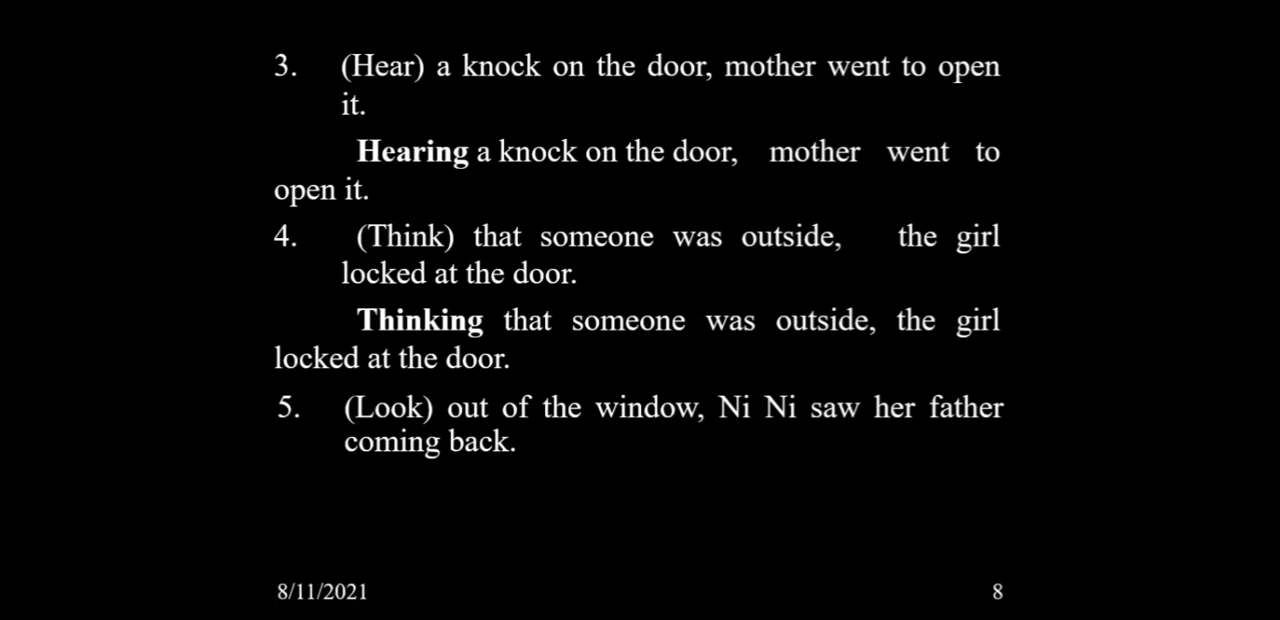 3. (Hear) a knock on the door, mother went to open
it.
Hearing a knock on the door, mother went to
open it.
4. (Think) that someone was outside, the girl
locked at the door.
Thinking that someone was outside, the girl
locked at the door.
5. (Look) out of the window, Ni Ni saw her father
coming back.
8/11/2021 8